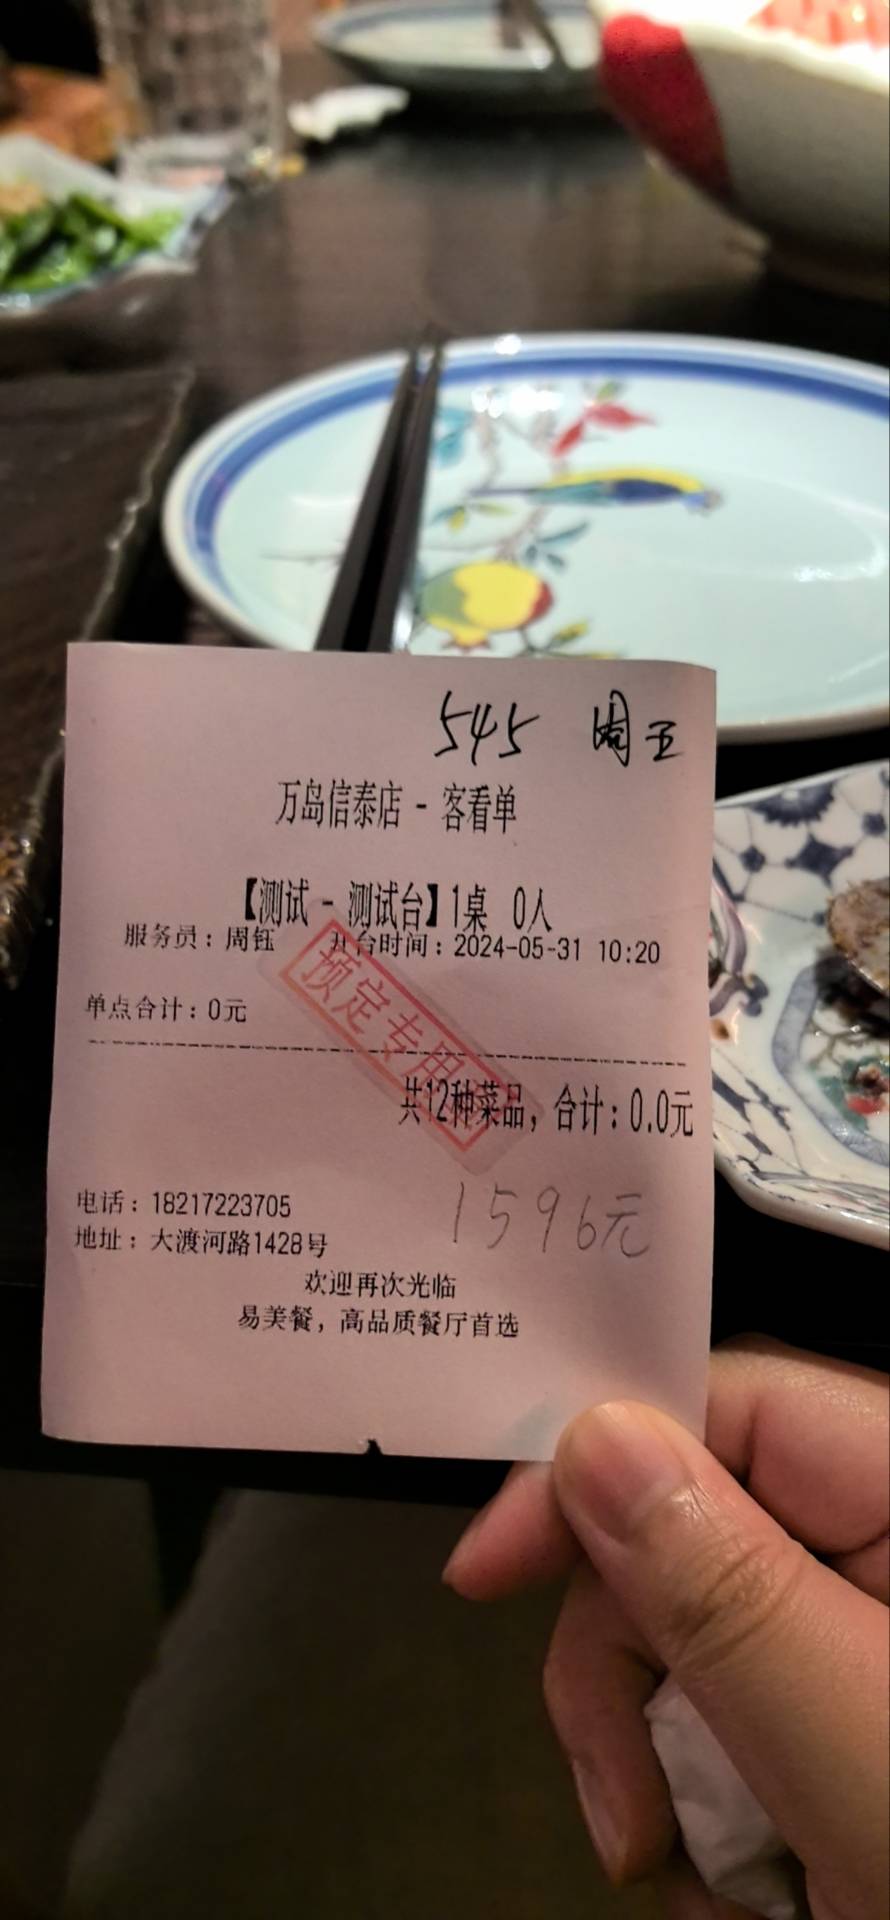 545 周五
万岛信泰店 - 客看单
【测试 - 测试台】1桌 0人
服务员：周钰 开台时间：2024-05-31 10:20
预定专用
单点合计：0元
共12种菜品，合计：0.0元
1596元
电话：18217223705
地址：大渡河路1428号
欢迎再次光临
易美餐，高品质餐厅首选